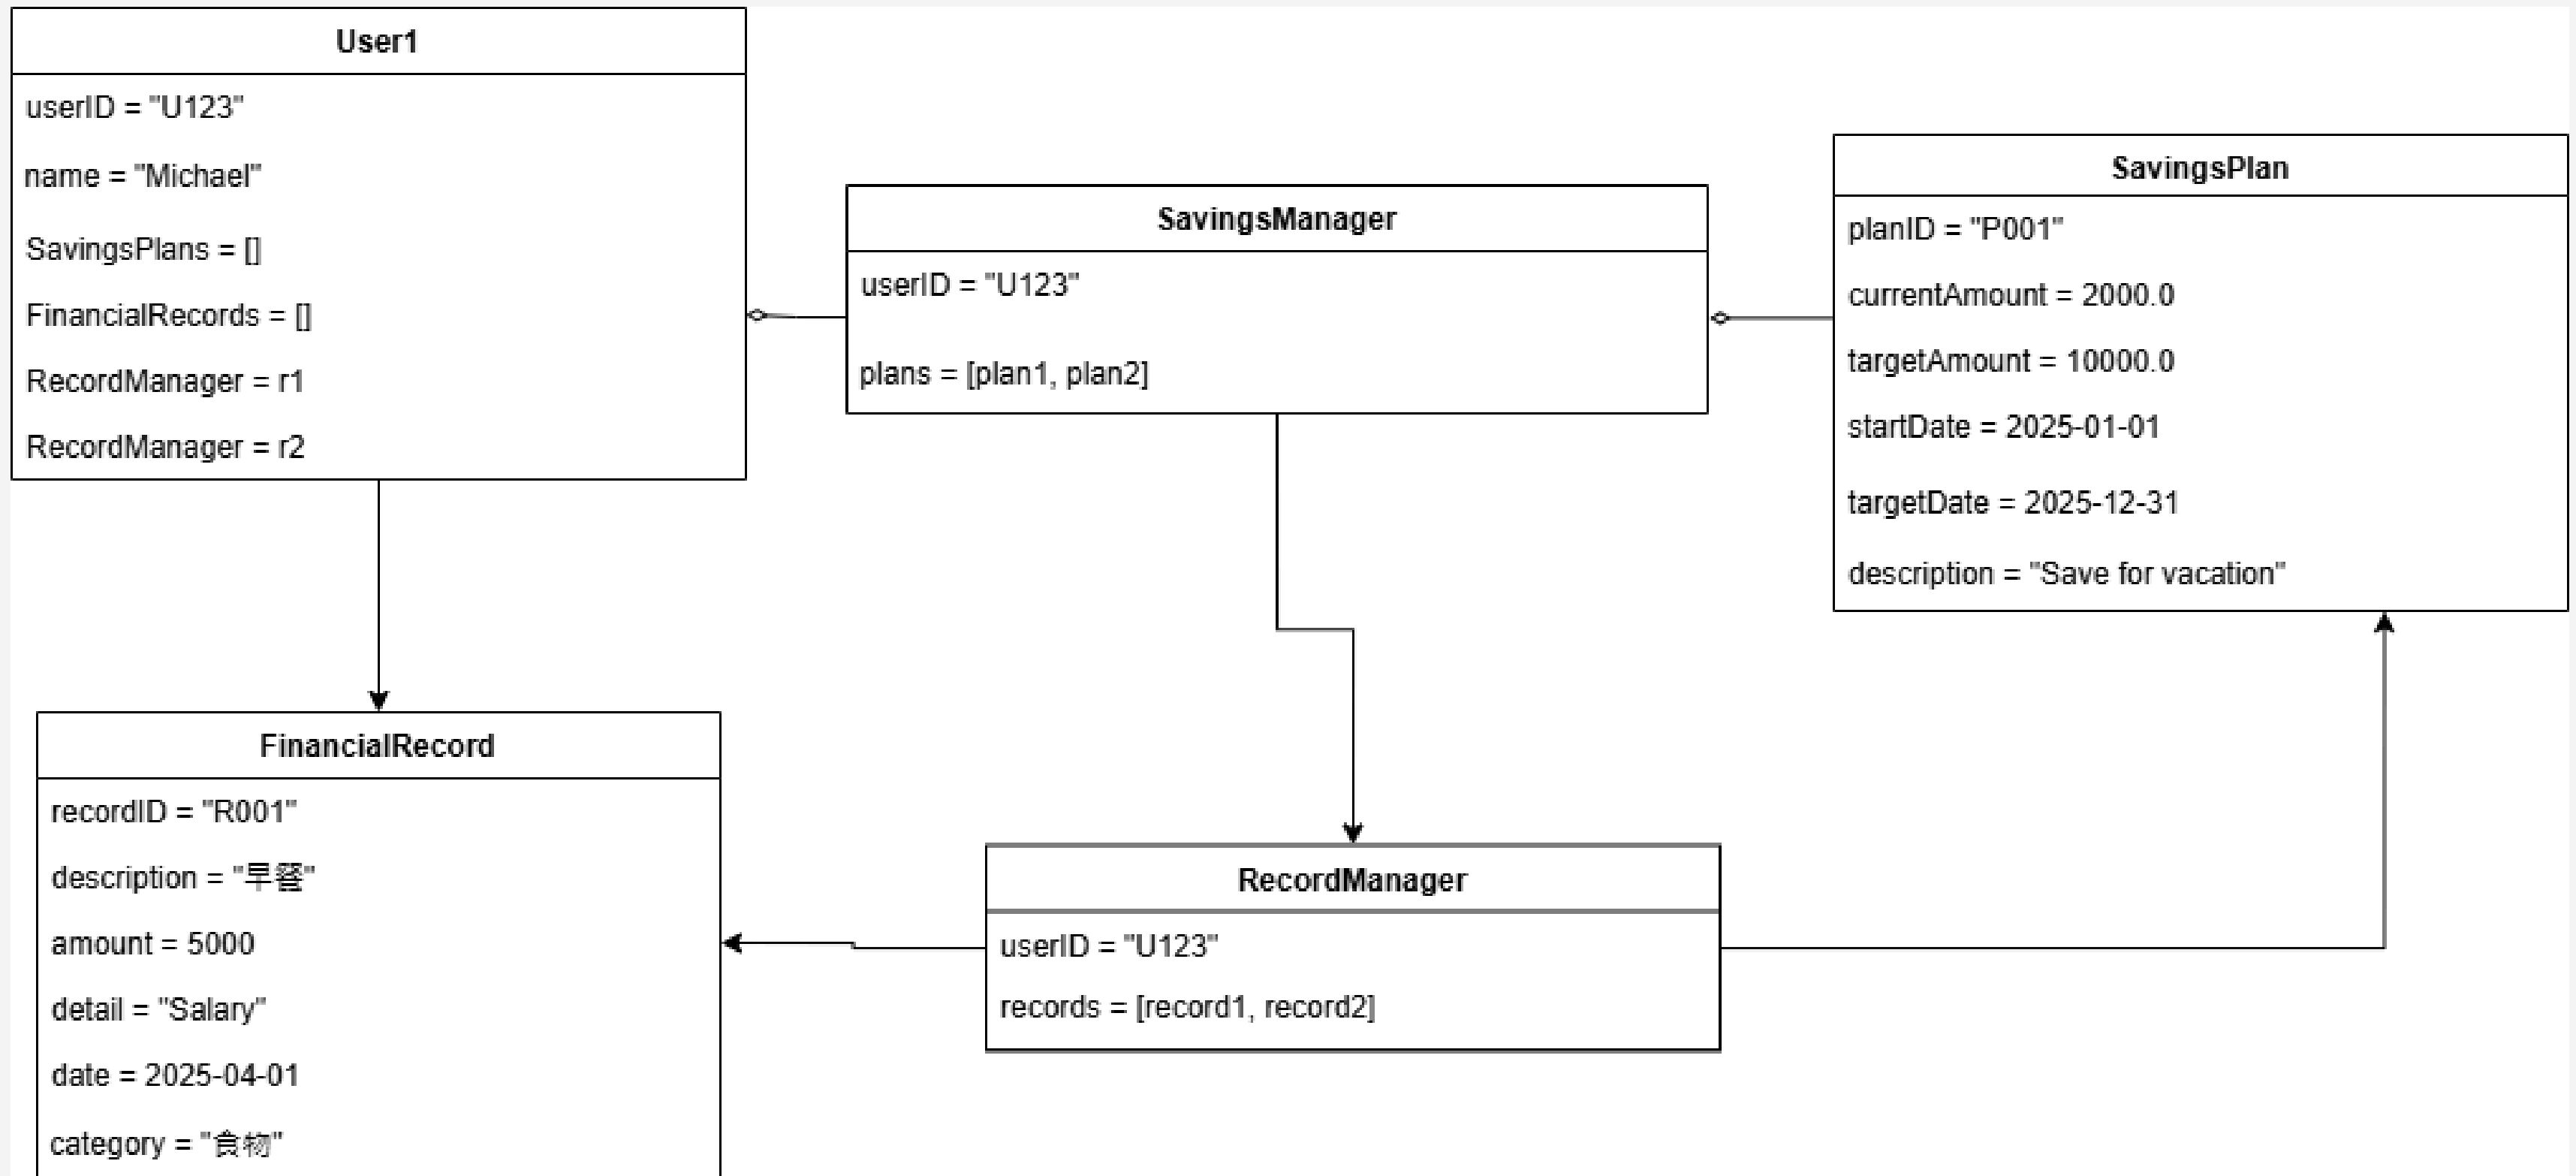 User1
userID = "U123"
name = "Michael"
SavingsPlans = []
FinancialRecords = []
RecordManager = r1
RecordManager = r2
SavingsManager
userID = "U123"
plans = [plan1, plan2]
SavingsPlan
planID = "P001"
currentAmount = 2000.0
targetAmount = 10000.0
startDate = 2025-01-01
targetDate = 2025-12-31
description = "Save for vacation"
FinancialRecord
recordID = "R001"
description = "早餐"
amount = 5000
detail = "Salary"
date = 2025-04-01
category = "食物"
RecordManager
userID = "U123"
records = [record1, record2]